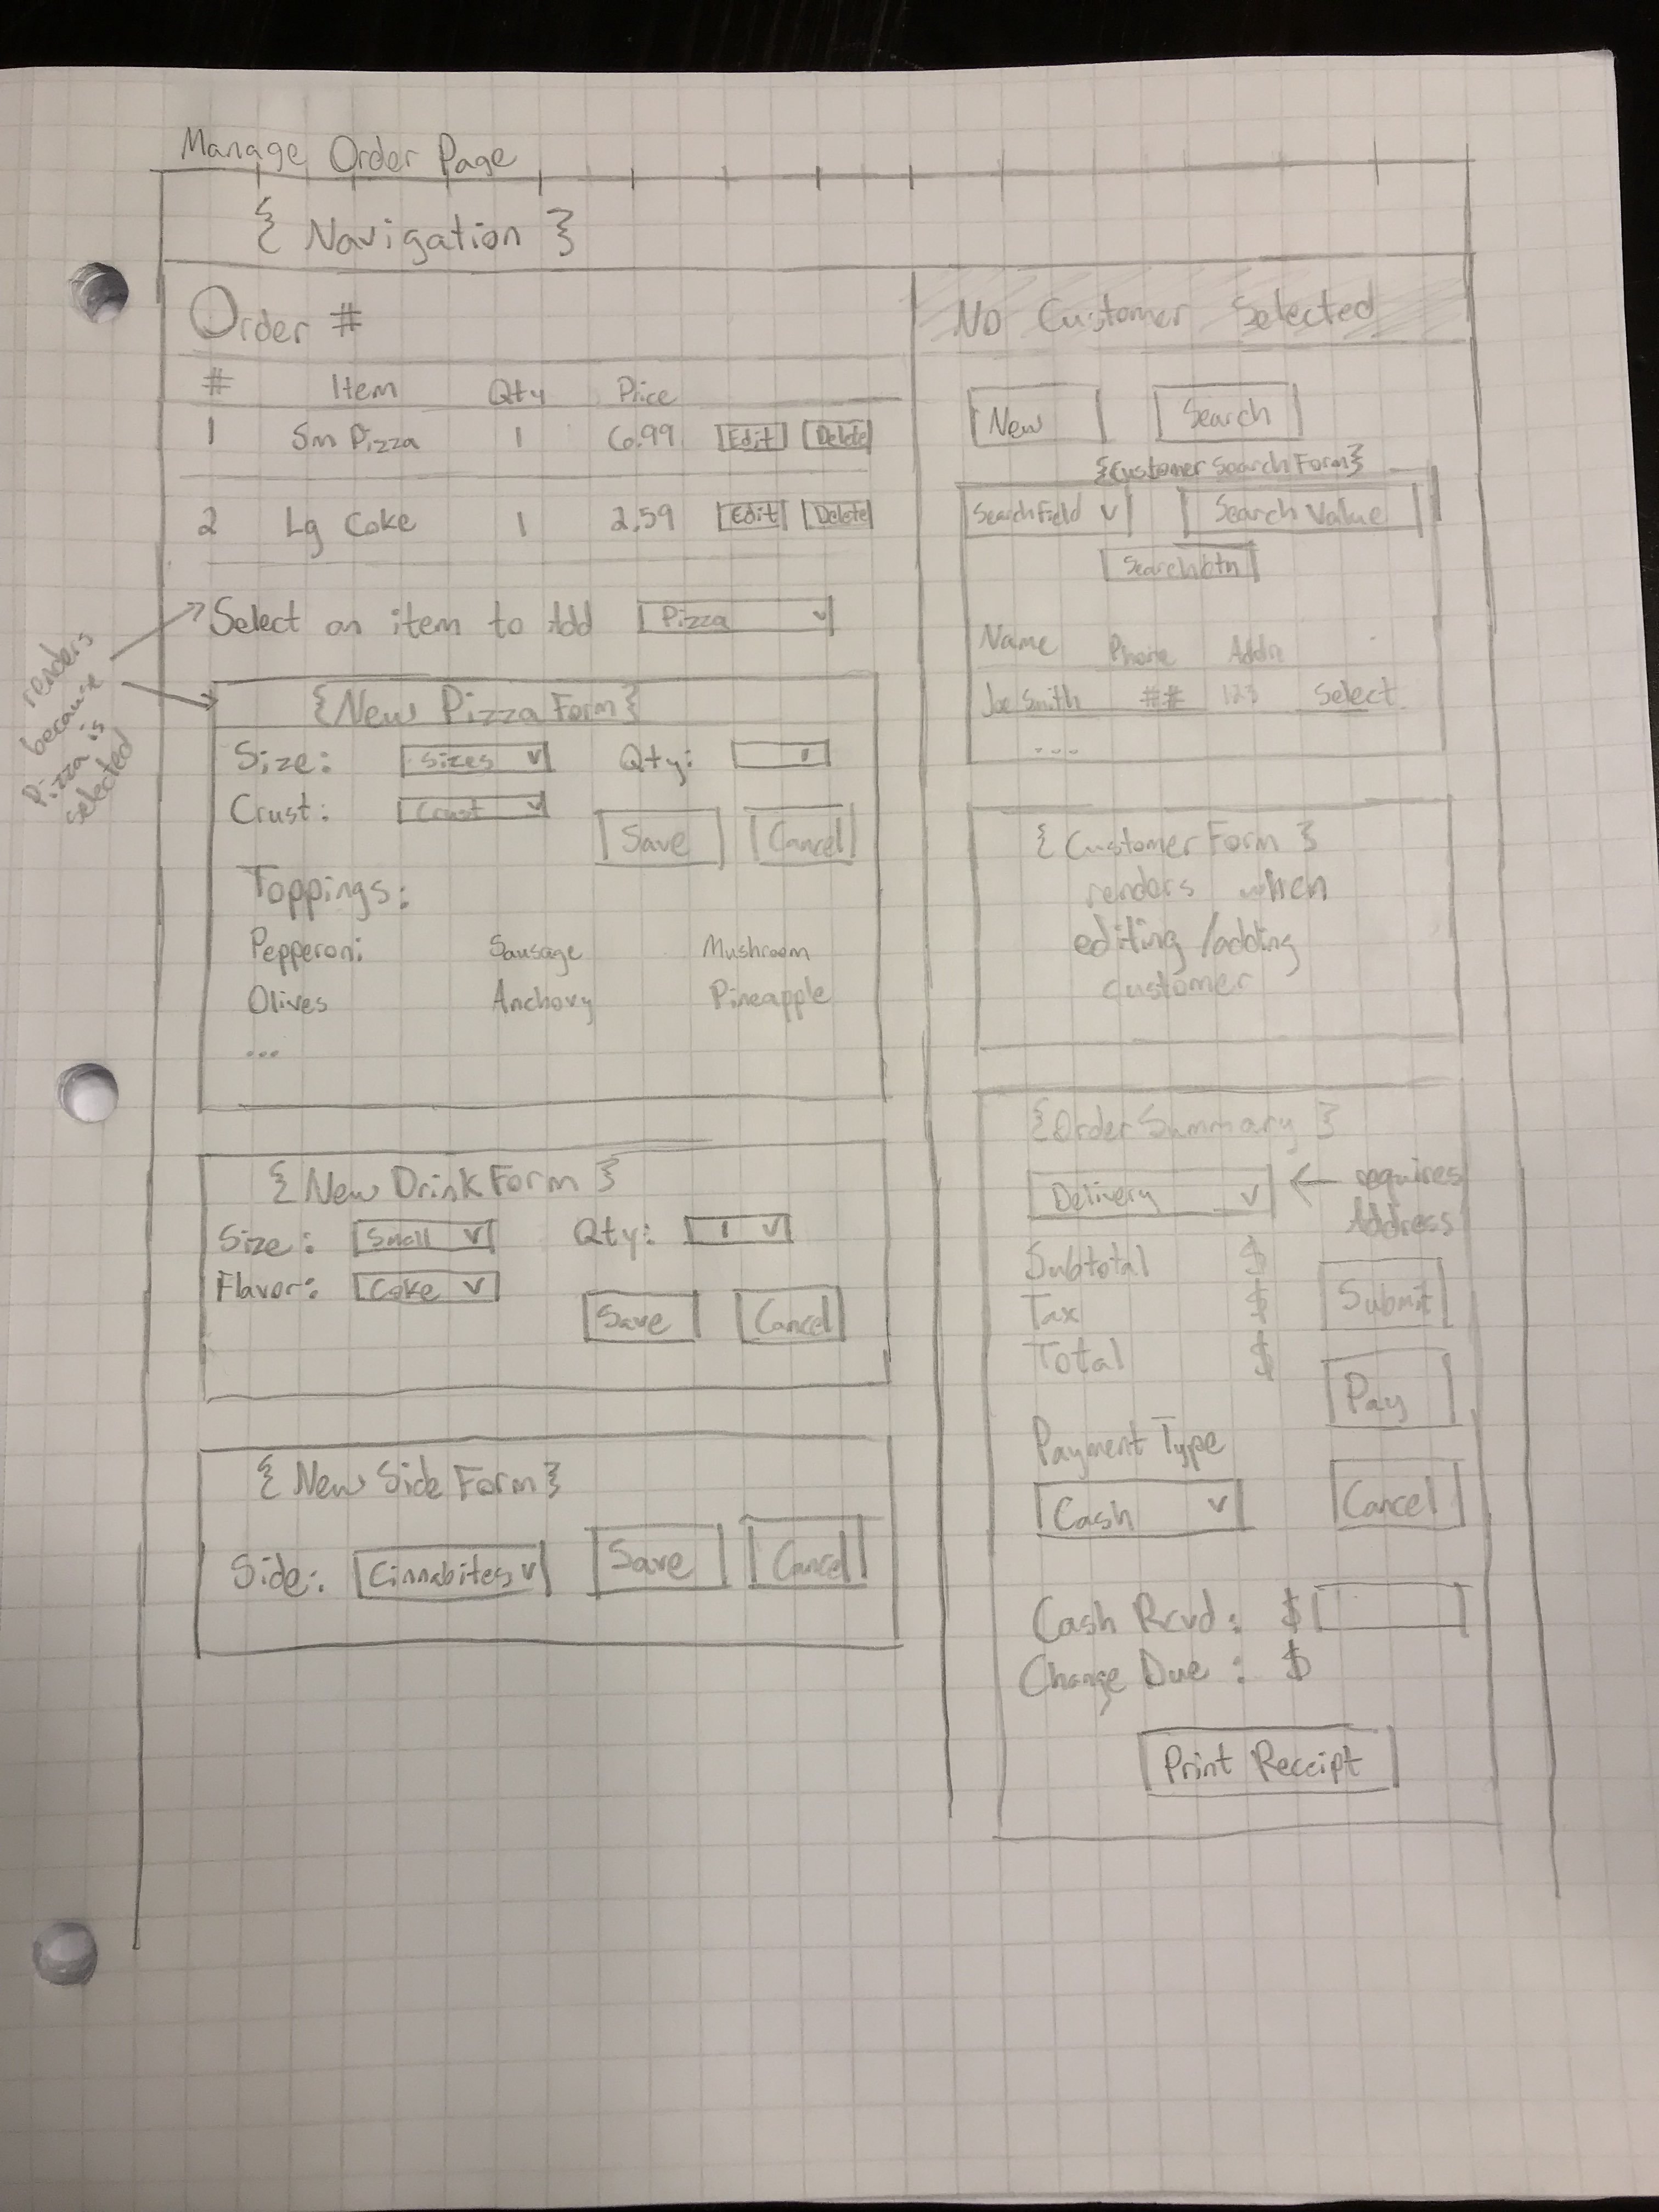 Manage Order Page
{ Navigation }
Order #
# Item Qty Price
1 Sm Pizza 1 6.99 Edit Delete
2 Lg Coke 1 2.59 Edit Delete
Select an item to Add Pizza v
renders
because
Pizza is
selected
{New Pizza Form}
Size: Sizes v Qty: 1
Crust: Crust v
Save Cancel
Toppings:
Pepperoni Sausage Mushroom
Olives Anchovy Pineapple
...
{ New Drink Form }
Size: Small v Qty: 1 v
Flavor: Coke v
Save Cancel
{ New Side Form}
Side: Cinnabites v Save Cancel
No Customer Selected
New Search
{Customer Search Form}
Search Field v Search Value
Search btn
Name Phone Addr
Joe Smith ## 123 Select
...
{ Customer Form }
renders when
editing /adding
customer
{Order Summary }
Delivery v ← requires
Address
Subtotal $
Submit
Tax $
Total $
Pay
Payment Type
Cash v
Cancel
Cash Rcvd: $
Change Due: $
Print Receipt